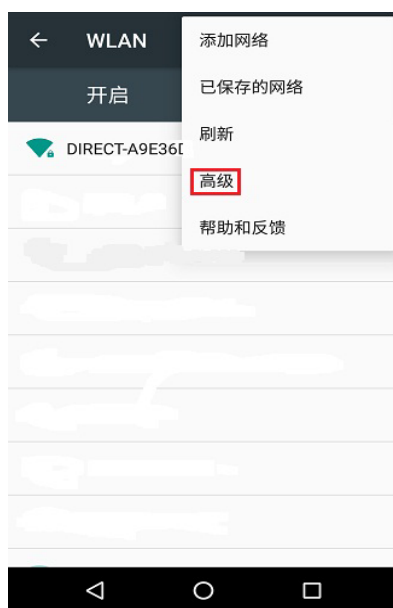 WLAN
添加网络
已保存的网络
开启
刷新
DIRECT-A9E36D
高级
帮助和反馈